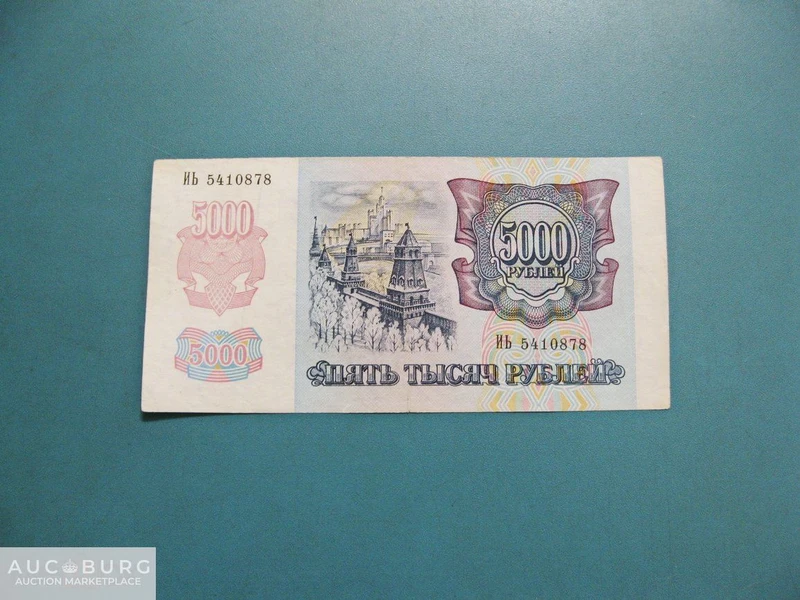 ИЬ 5410878
5000
5000
5000
РУБЛЕЙ
ИЬ 5410878
ПЯТЬ ТЫСЯЧ РУБЛЕЙ
AUCBURG
AUCTION MARKETPLACE